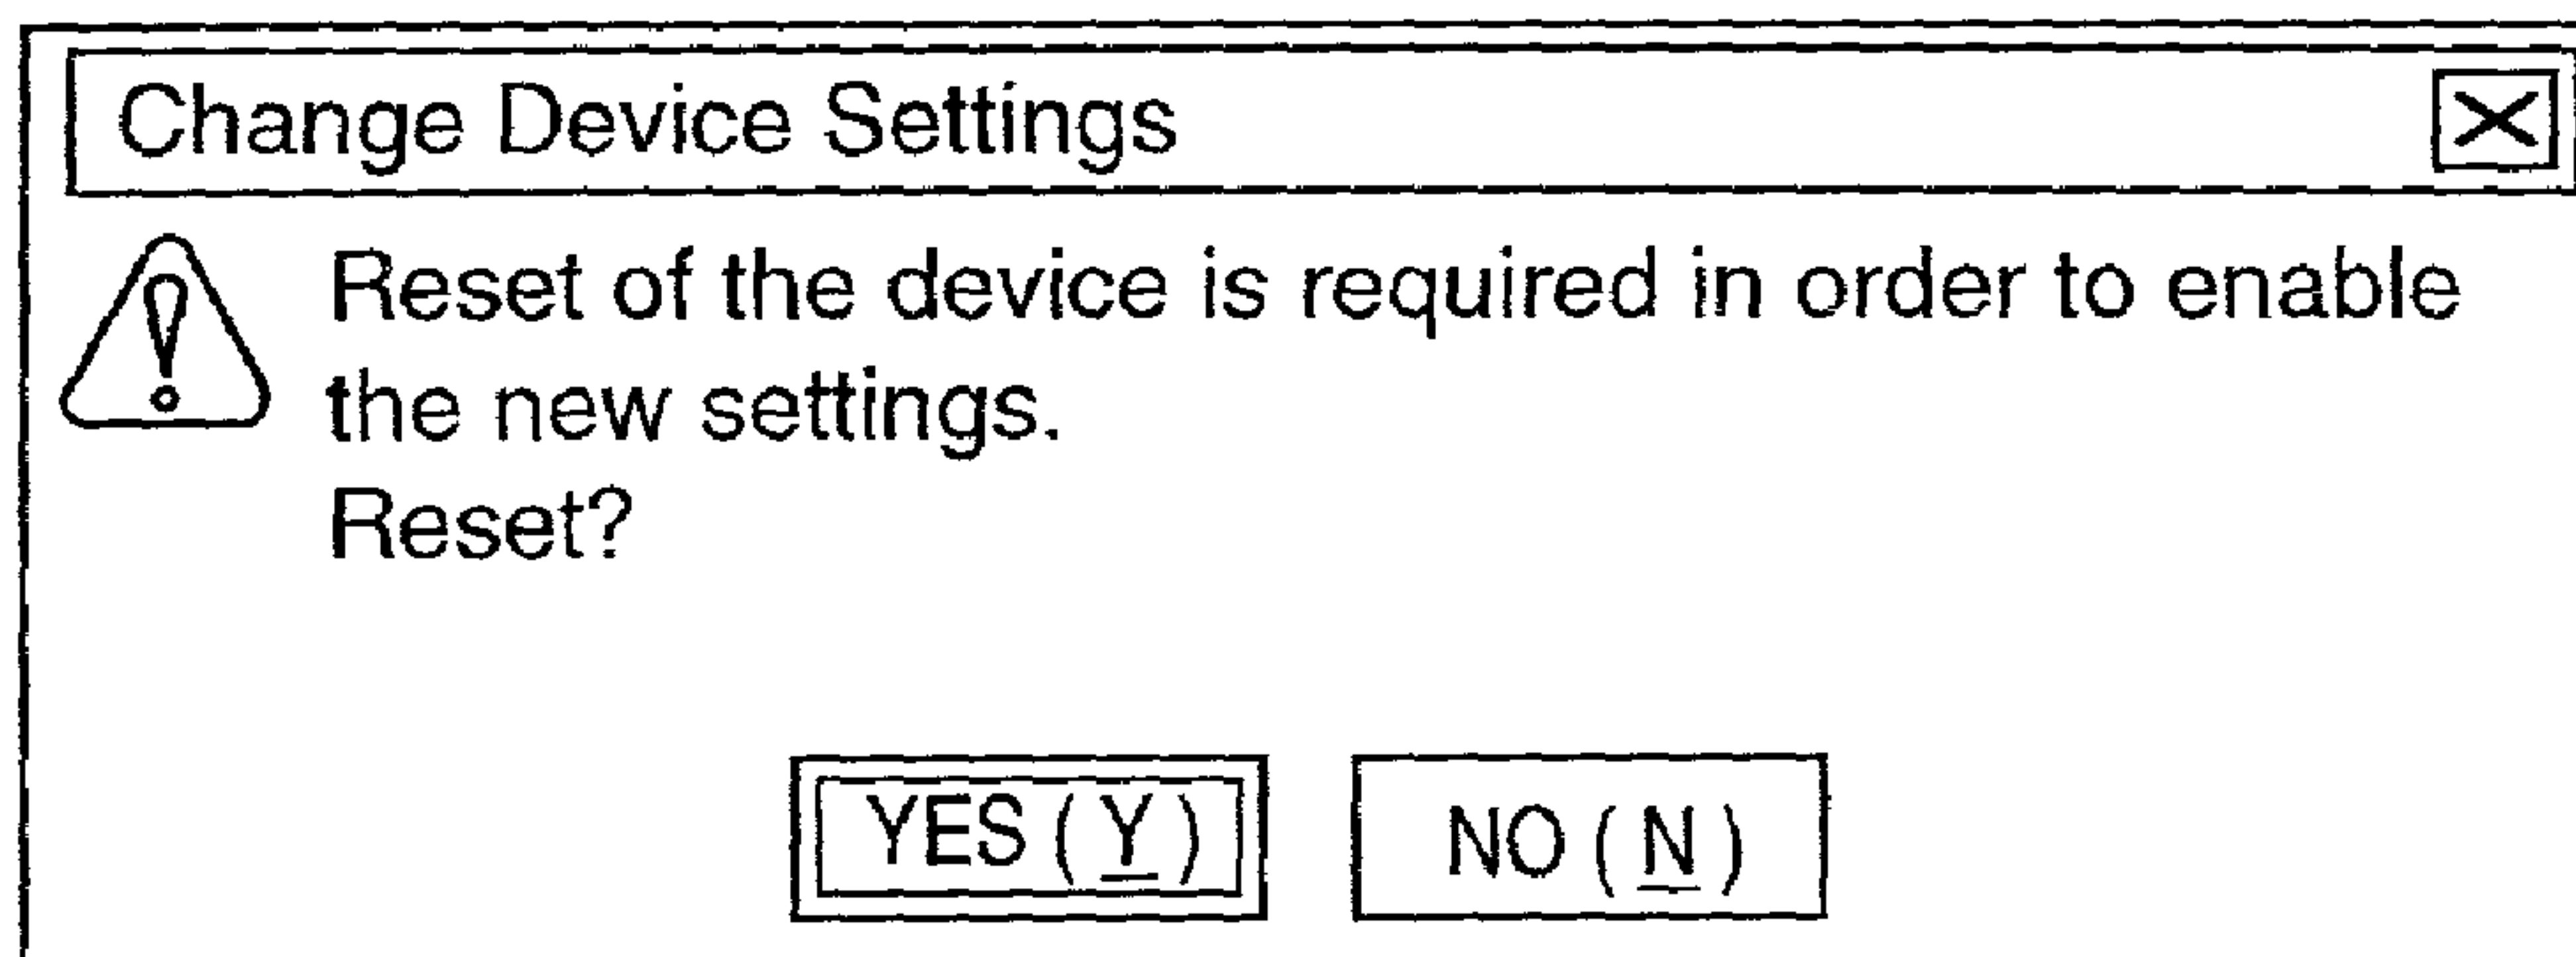 Change Device Settings
Reset of the device is required in order to enable
the new settings.
Reset?
YES ( Y )
NO ( N )